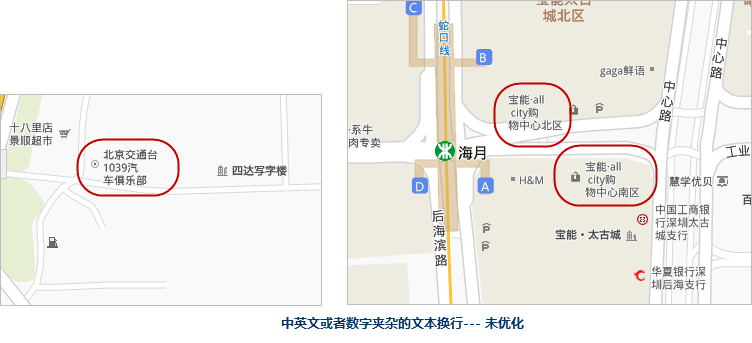 十八里店
景顺超市
北京交通台
1039汽
车俱乐部
四达写字楼
宝能太古
城北区
C
蛇口线
B
gaga鲜语
中心路
中心路
宝能·all
city购
物中心北区
系牛
肉专卖
海月
工业
宝能·all
city购
物中心南区
慧学优贝
D
A
H&M
百
后海滨路
中国工商银
行深圳太古
城支行
宝能·太古城
华夏银行深
圳后海支行
中英文或者数字夹杂的文本换行--- 未优化